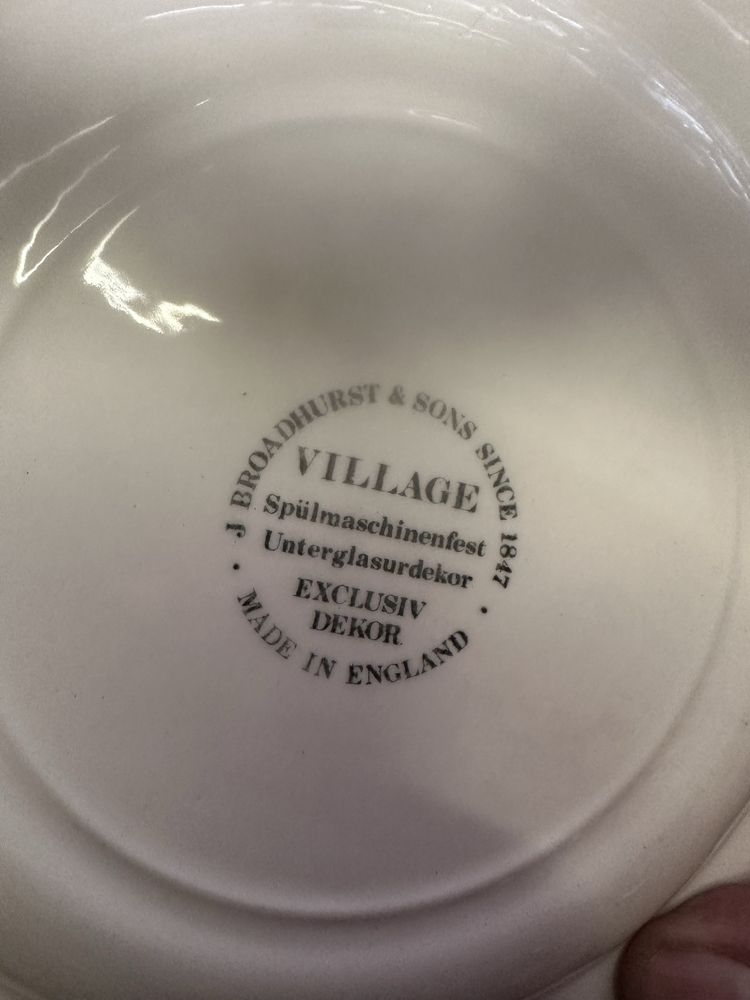 J BROADHURST & SONS SINCE 1847
VILLAGE
Spülmaschinenfest
Unterglasurdekor
EXCLUSIV
DEKOR
• MADE IN ENGLAND •